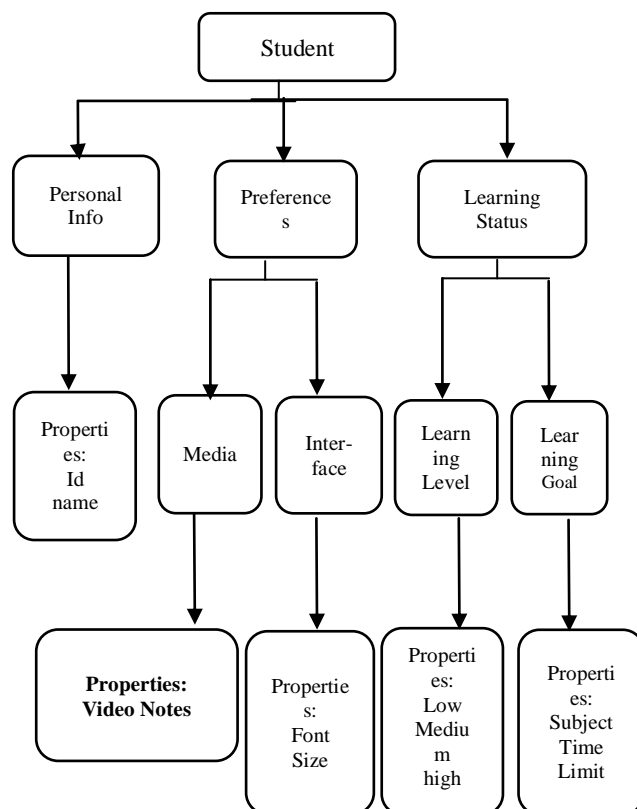 Student
Personal
Info
Preference
s
Learning
Status
Properti
es:
Id
name
Media
Inter-
face
Learn
ing
Level
Lear
ning
Goal
Properties:
Video Notes
Propertie
s:
Font
Size
Properti
es:
Low
Mediu
m
high
Properti
es:
Subject
Time
Limit